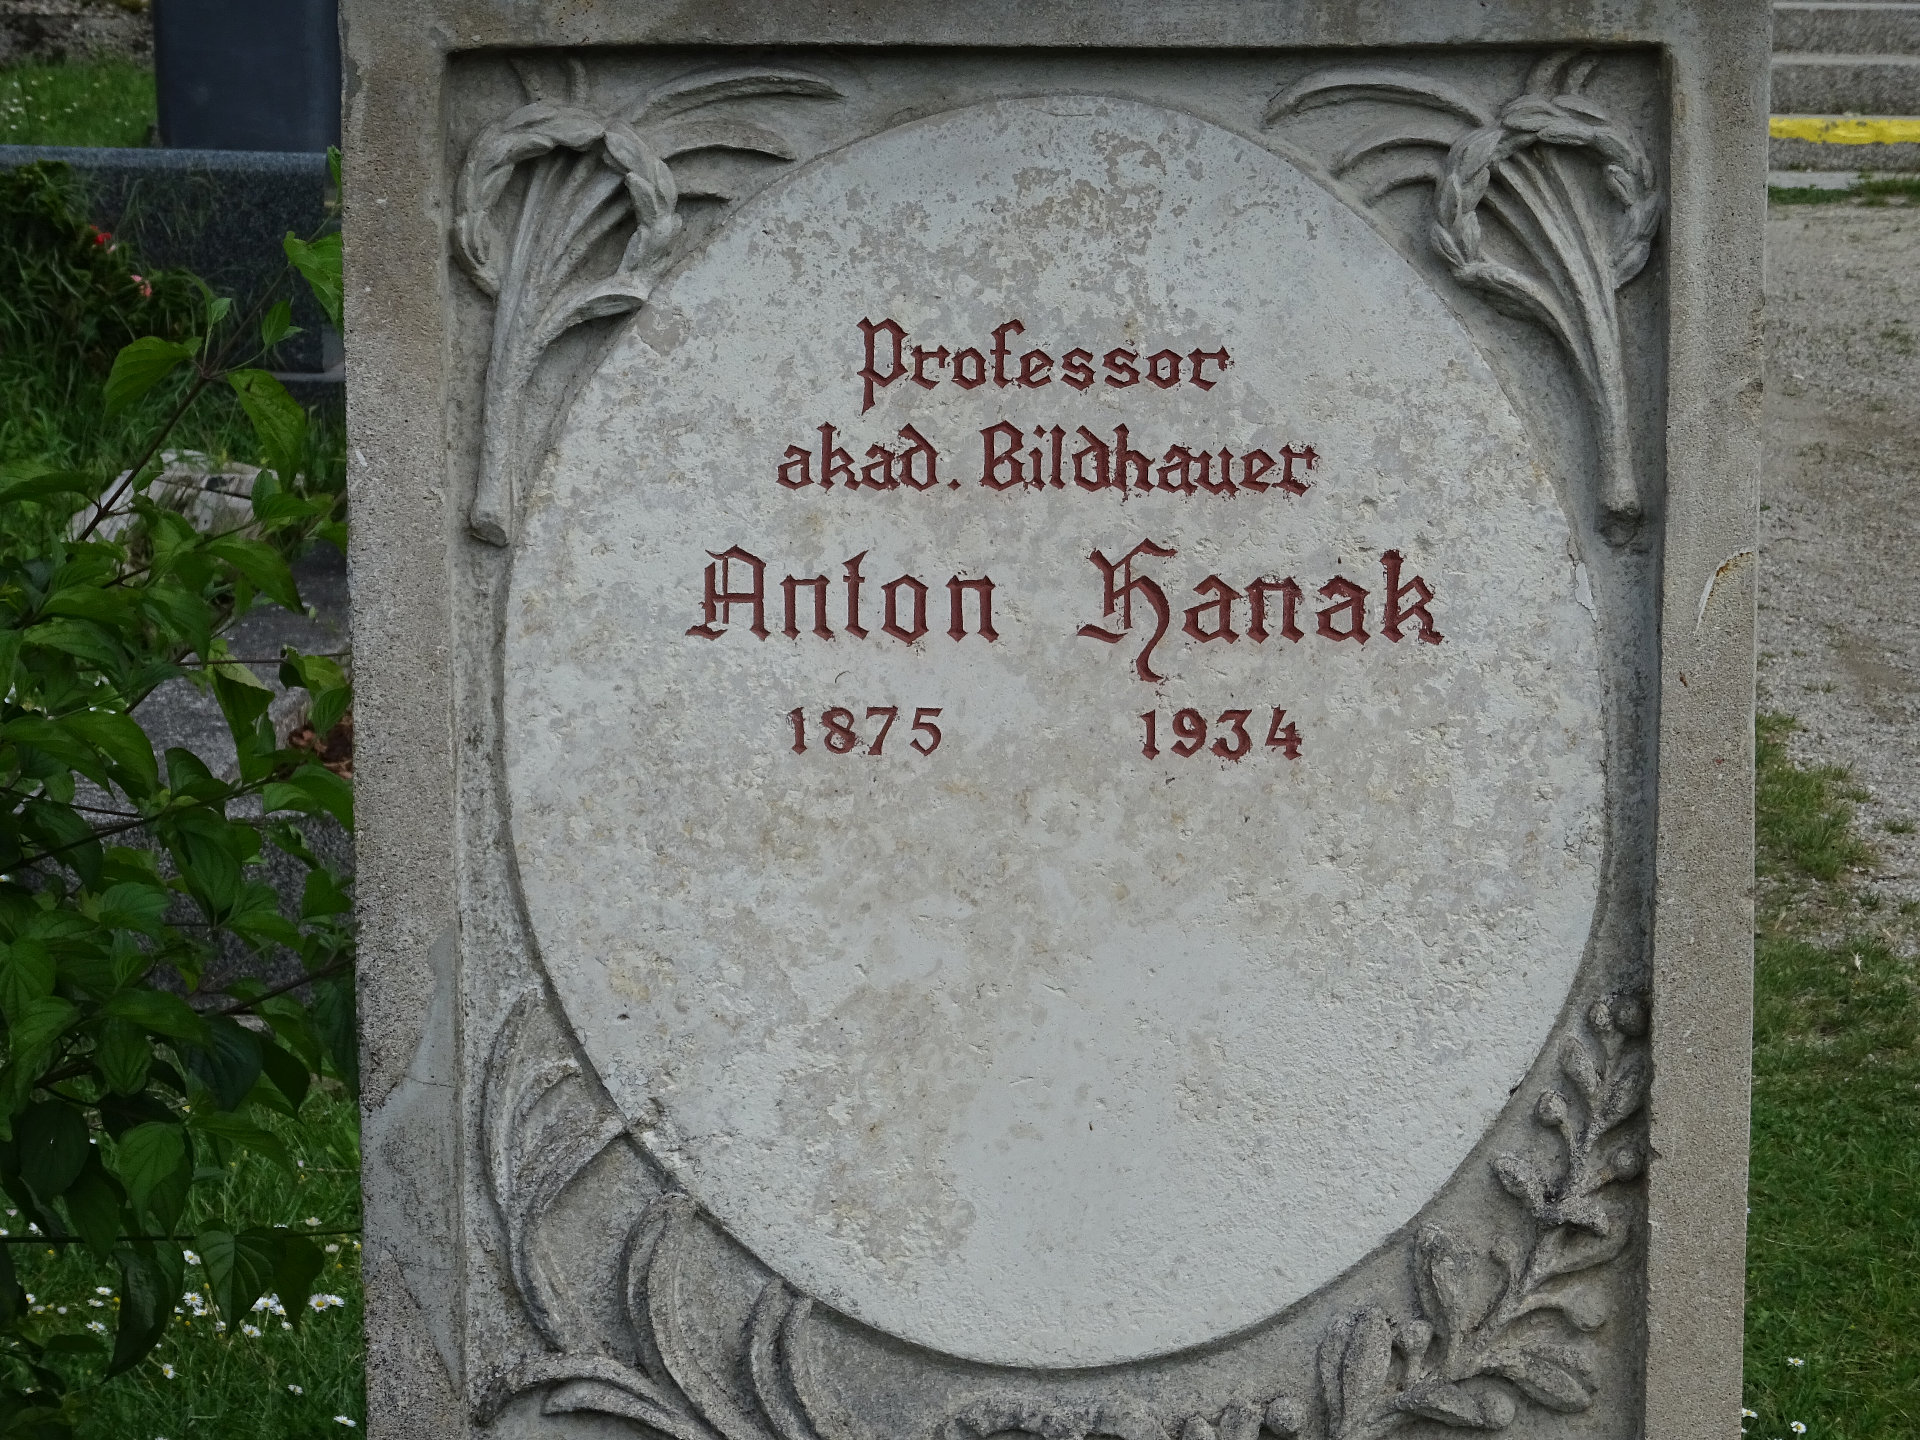 Professor
akad. Bildhauer
Anton Hanak
1875 1934